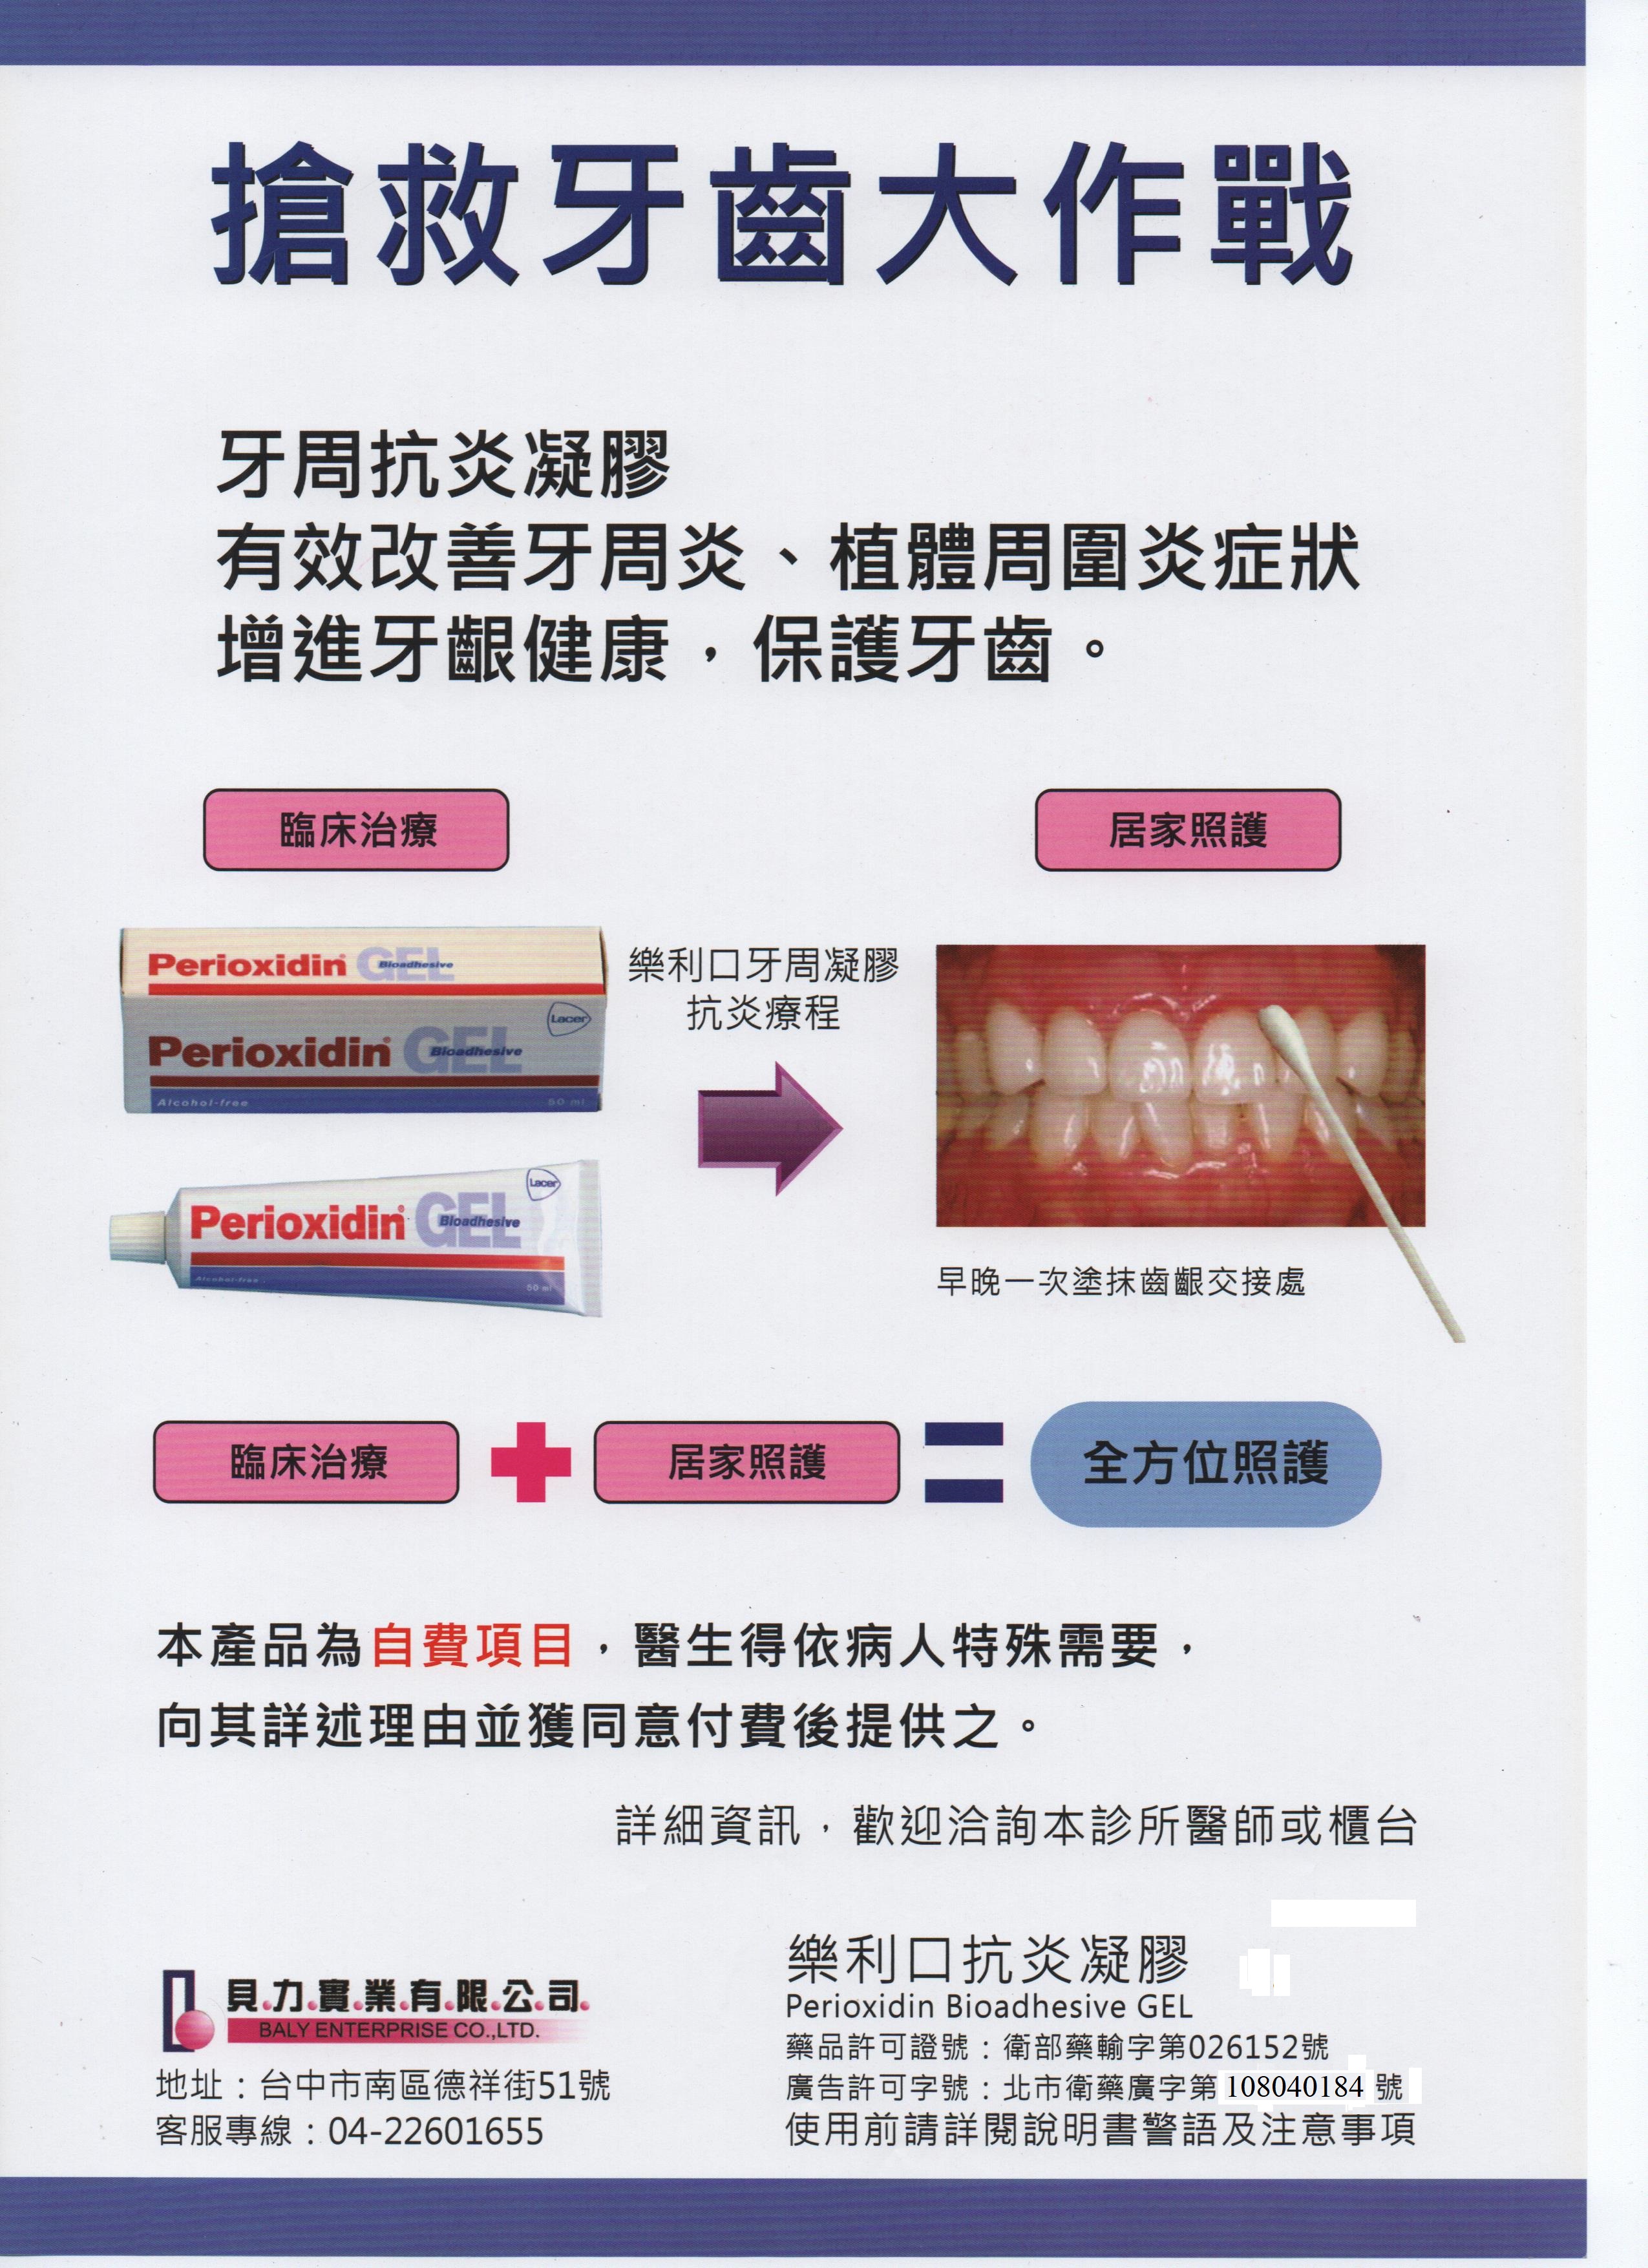 搶救牙齒大作戰
牙周抗炎凝膠
有效改善牙周炎、植體周圍炎症狀
增進牙齦健康，保護牙齒。
臨床治療
居家照護
Perioxidin GEL Bioadhesive
Lacer
Perioxidin GEL Bioadhesive
Alcohol-free 50 ml
樂利口牙周凝膠
抗炎療程
Lacer
Perioxidin GEL Bioadhesive
Alcohol-free 50 ml
早晚一次塗抹齒齦交接處
臨床治療 + 居家照護 = 全方位照護
本產品為自費項目，醫生得依病人特殊需要，
向其詳述理由並獲同意付費後提供之。
詳細資訊，歡迎洽詢本診所醫師或櫃台
貝.力.實.業.有.限.公.司.
BALY ENTERPRISE CO.,LTD.
地址：台中市南區德祥街51號
客服專線：04-22601655
樂利口抗炎凝膠
Perioxidin Bioadhesive GEL
藥品許可證號：衛部藥輸字第026152號
廣告許可字號：北市衛藥廣字第108040184號
使用前請詳閱說明書警語及注意事項